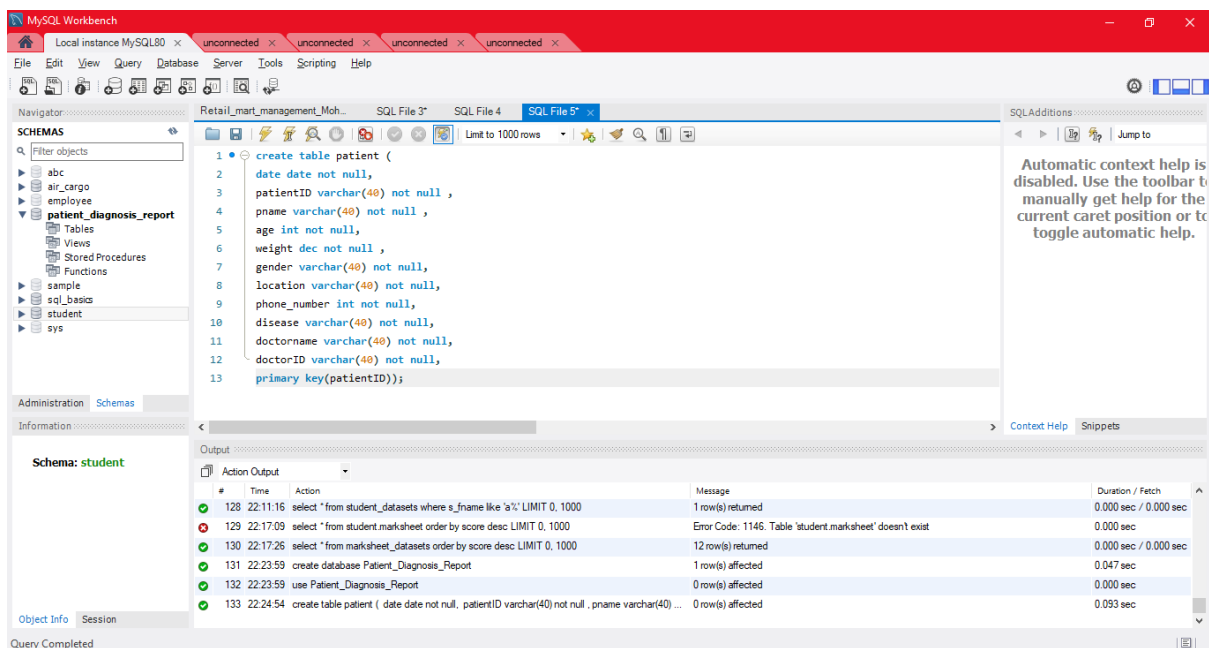 MySQL Workbench
Local instance MySQL80 × unconnected × unconnected × unconnected × unconnected ×
File Edit View Query Database Server Tools Scripting Help
Navigator
SCHEMAS
Filter objects
abc
air_cargo
employee
patient_diagnosis_report
Tables
Views
Stored Procedures
Functions
sample
sql_basics
student
sys
Administration Schemas
Information
Schema: student
Object Info Session
Retail_mart_management_Moh... SQL File 3* SQL File 4 SQL File 5* ×
Limit to 1000 rows
1 create table patient (
2 date date not null,
3 patientID varchar(40) not null ,
4 pname varchar(40) not null ,
5 age int not null,
6 weight dec not null ,
7 gender varchar(40) not null,
8 location varchar(40) not null,
9 phone_number int not null,
10 disease varchar(40) not null,
11 doctorname varchar(40) not null,
12 doctorID varchar(40) not null,
13 primary key(patientID));
SQLAdditions
Jump to
Automatic context help is
disabled. Use the toolbar to
manually get help for the
current caret position or to
toggle automatic help.
Context Help Snippets
Output
Action Output
# Time Action Message Duration / Fetch
128 22:11:16 select * from student_datasets where s_fname like 'a%' LIMIT 0, 1000 1 row(s) returned 0.000 sec / 0.000 sec
129 22:17:09 select * from student.marksheet order by score desc LIMIT 0, 1000 Error Code: 1146. Table 'student.marksheet' doesn't exist 0.000 sec
130 22:17:26 select * from marksheet_datasets order by score desc LIMIT 0, 1000 12 row(s) returned 0.000 sec / 0.000 sec
131 22:23:59 create database Patient_Diagnosis_Report 1 row(s) affected 0.047 sec
132 22:23:59 use Patient_Diagnosis_Report 0 row(s) affected 0.000 sec
133 22:24:54 create table patient ( date date not null, patientID varchar(40) not null , pname varchar(40) ... 0 row(s) affected 0.093 sec
Query Completed